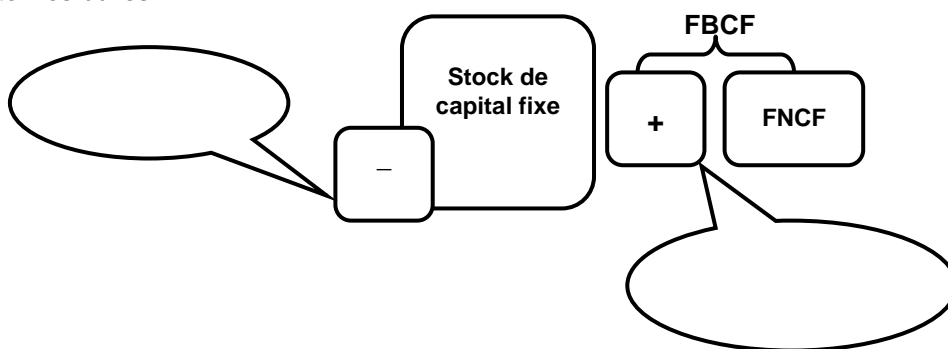 FBCF
Stock de
capital fixe
+
FNCF
–